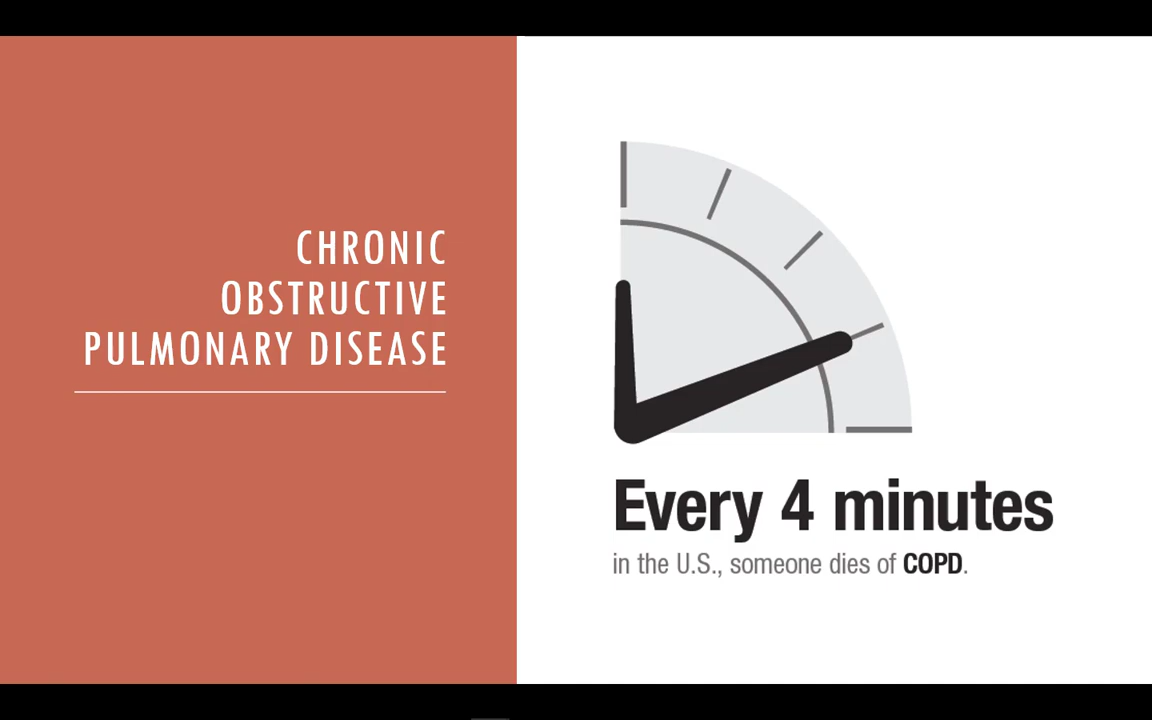 CHRONIC
OBSTRUCTIVE
PULMONARY DISEASE
Every 4 minutes
in the U.S., someone dies of COPD.